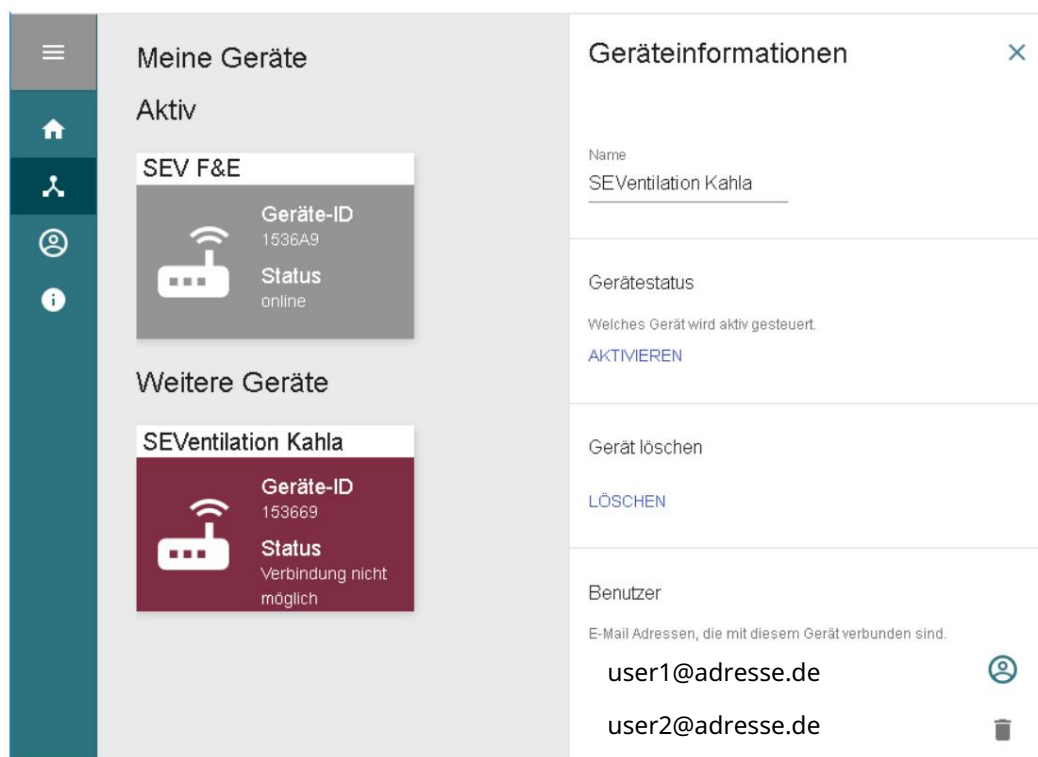 Meine Geräte
Aktiv
SEV F&E
Geräte-ID
1536A9
Status
online
Weitere Geräte
SEVentilation Kahla
Geräte-ID
153669
Status
Verbindung nicht
möglich
Geräteinformationen
Name
SEVentilation Kahla
Gerätestatus
Welches Gerät wird aktiv gesteuert.
AKTIVIEREN
Gerät löschen
LÖSCHEN
Benutzer
E-Mail Adressen, die mit diesem Gerät verbunden sind.
user1@adresse.de
user2@adresse.de